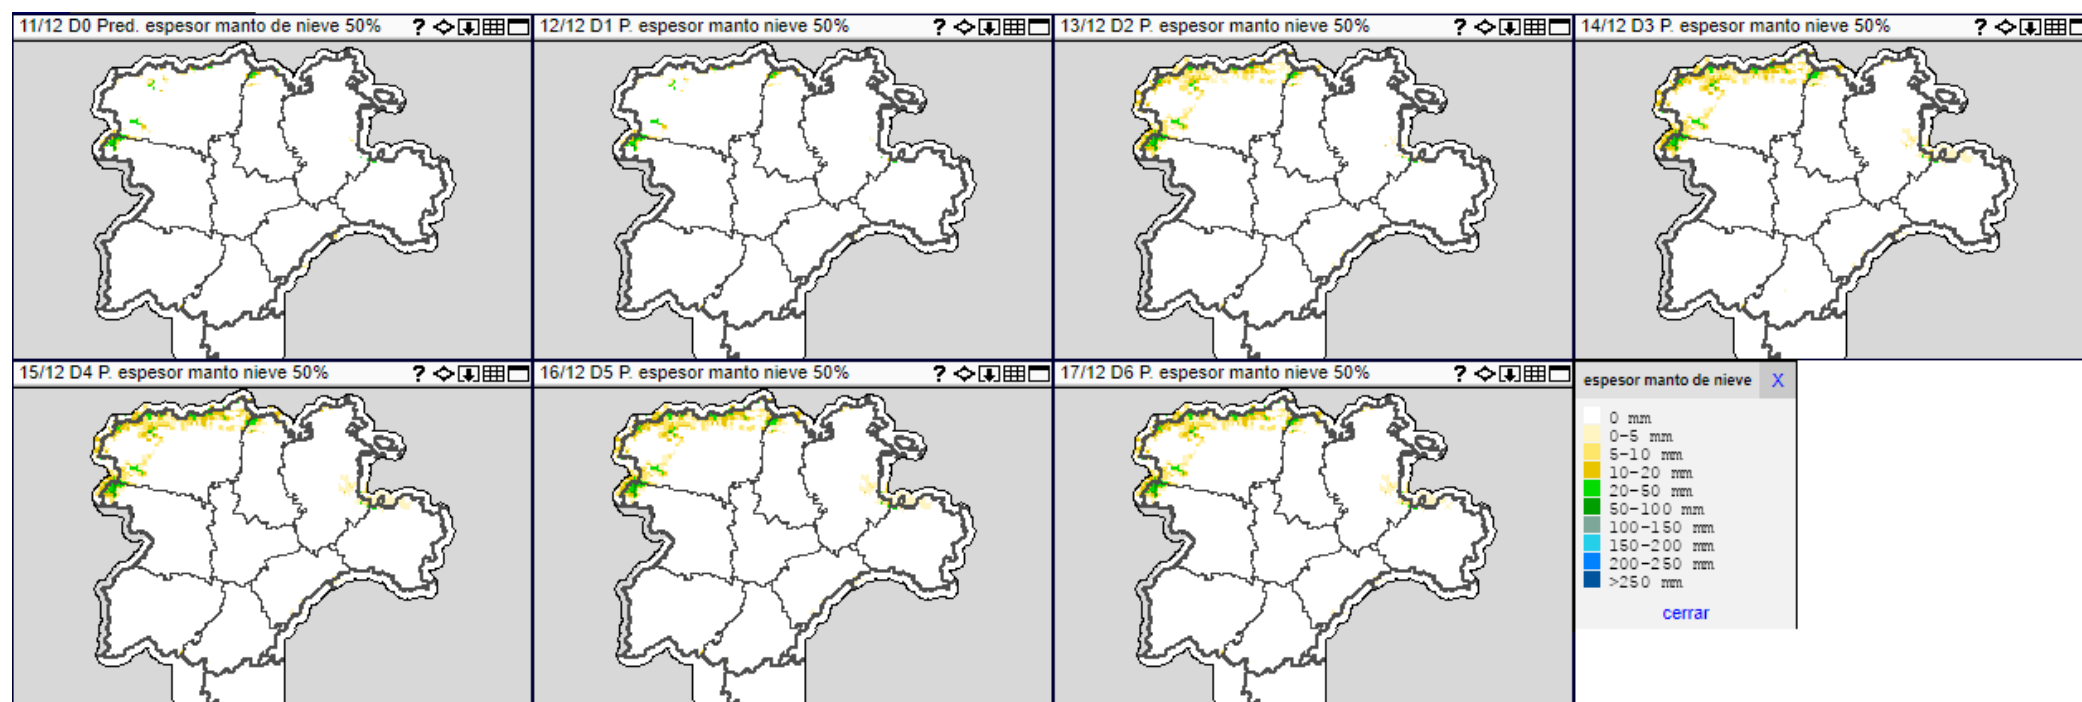 11/12 D0 Pred. espesor manto de nieve 50% ?
12/12 D1 P. espesor manto nieve 50% ?
13/12 D2 P. espesor manto nieve 50% ?
14/12 D3 P. espesor manto nieve 50% ?
15/12 D4 P. espesor manto nieve 50% ?
16/12 D5 P. espesor manto nieve 50% ?
17/12 D6 P. espesor manto nieve 50% ?
espesor manto de nieve X
0 mm
0-5 mm
5-10 mm
10-20 mm
20-50 mm
50-100 mm
100-150 mm
150-200 mm
200-250 mm
>250 mm
cerrar